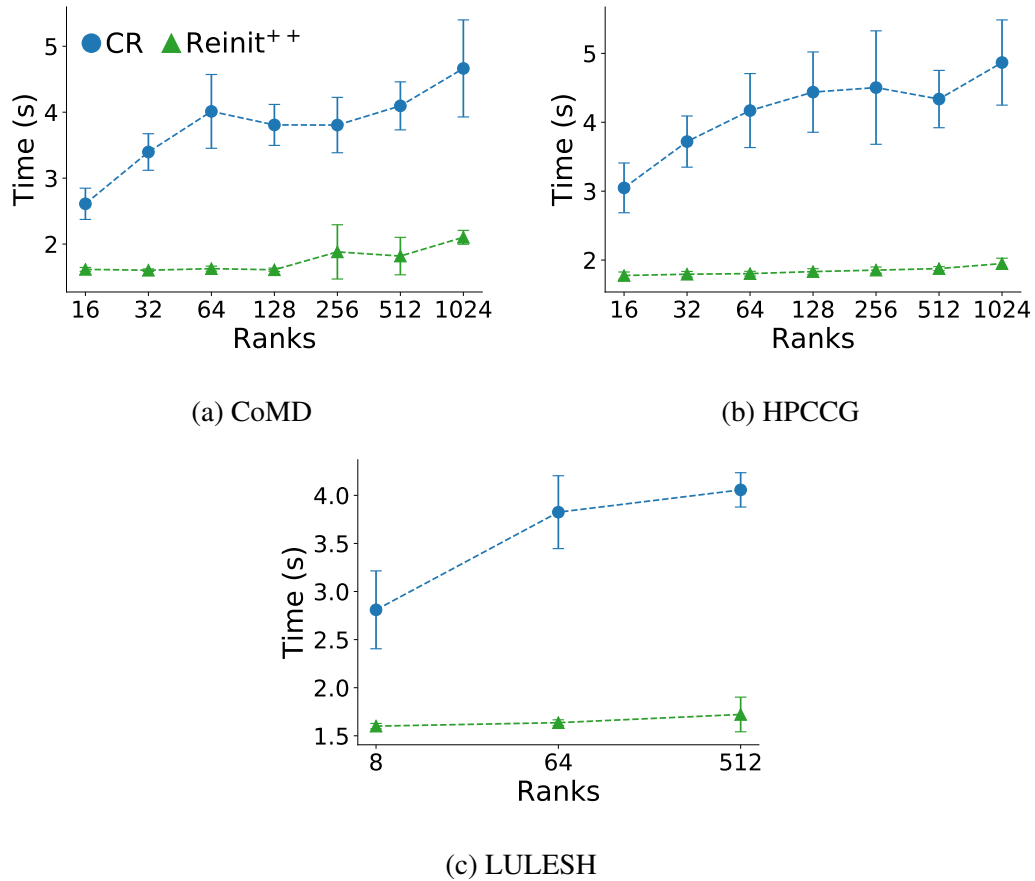 CR Reinit++
Time (s)
5
4
3
2
16 32 64 128 256 512 1024
Ranks
(a) CoMD
Time (s)
5
4
3
2
16 32 64 128 256 512 1024
Ranks
(b) HPCCG
Time (s)
4.0
3.5
3.0
2.5
2.0
1.5
8 64 512
Ranks
(c) LULESH